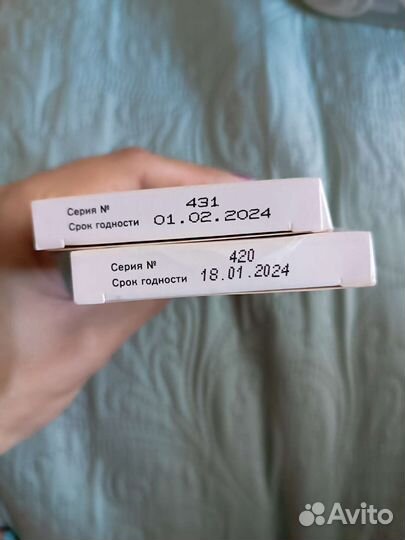 Серия № 431
Срок годности 01.02.2024
Серия № 420
Срок годности 18.01.2024
Avito